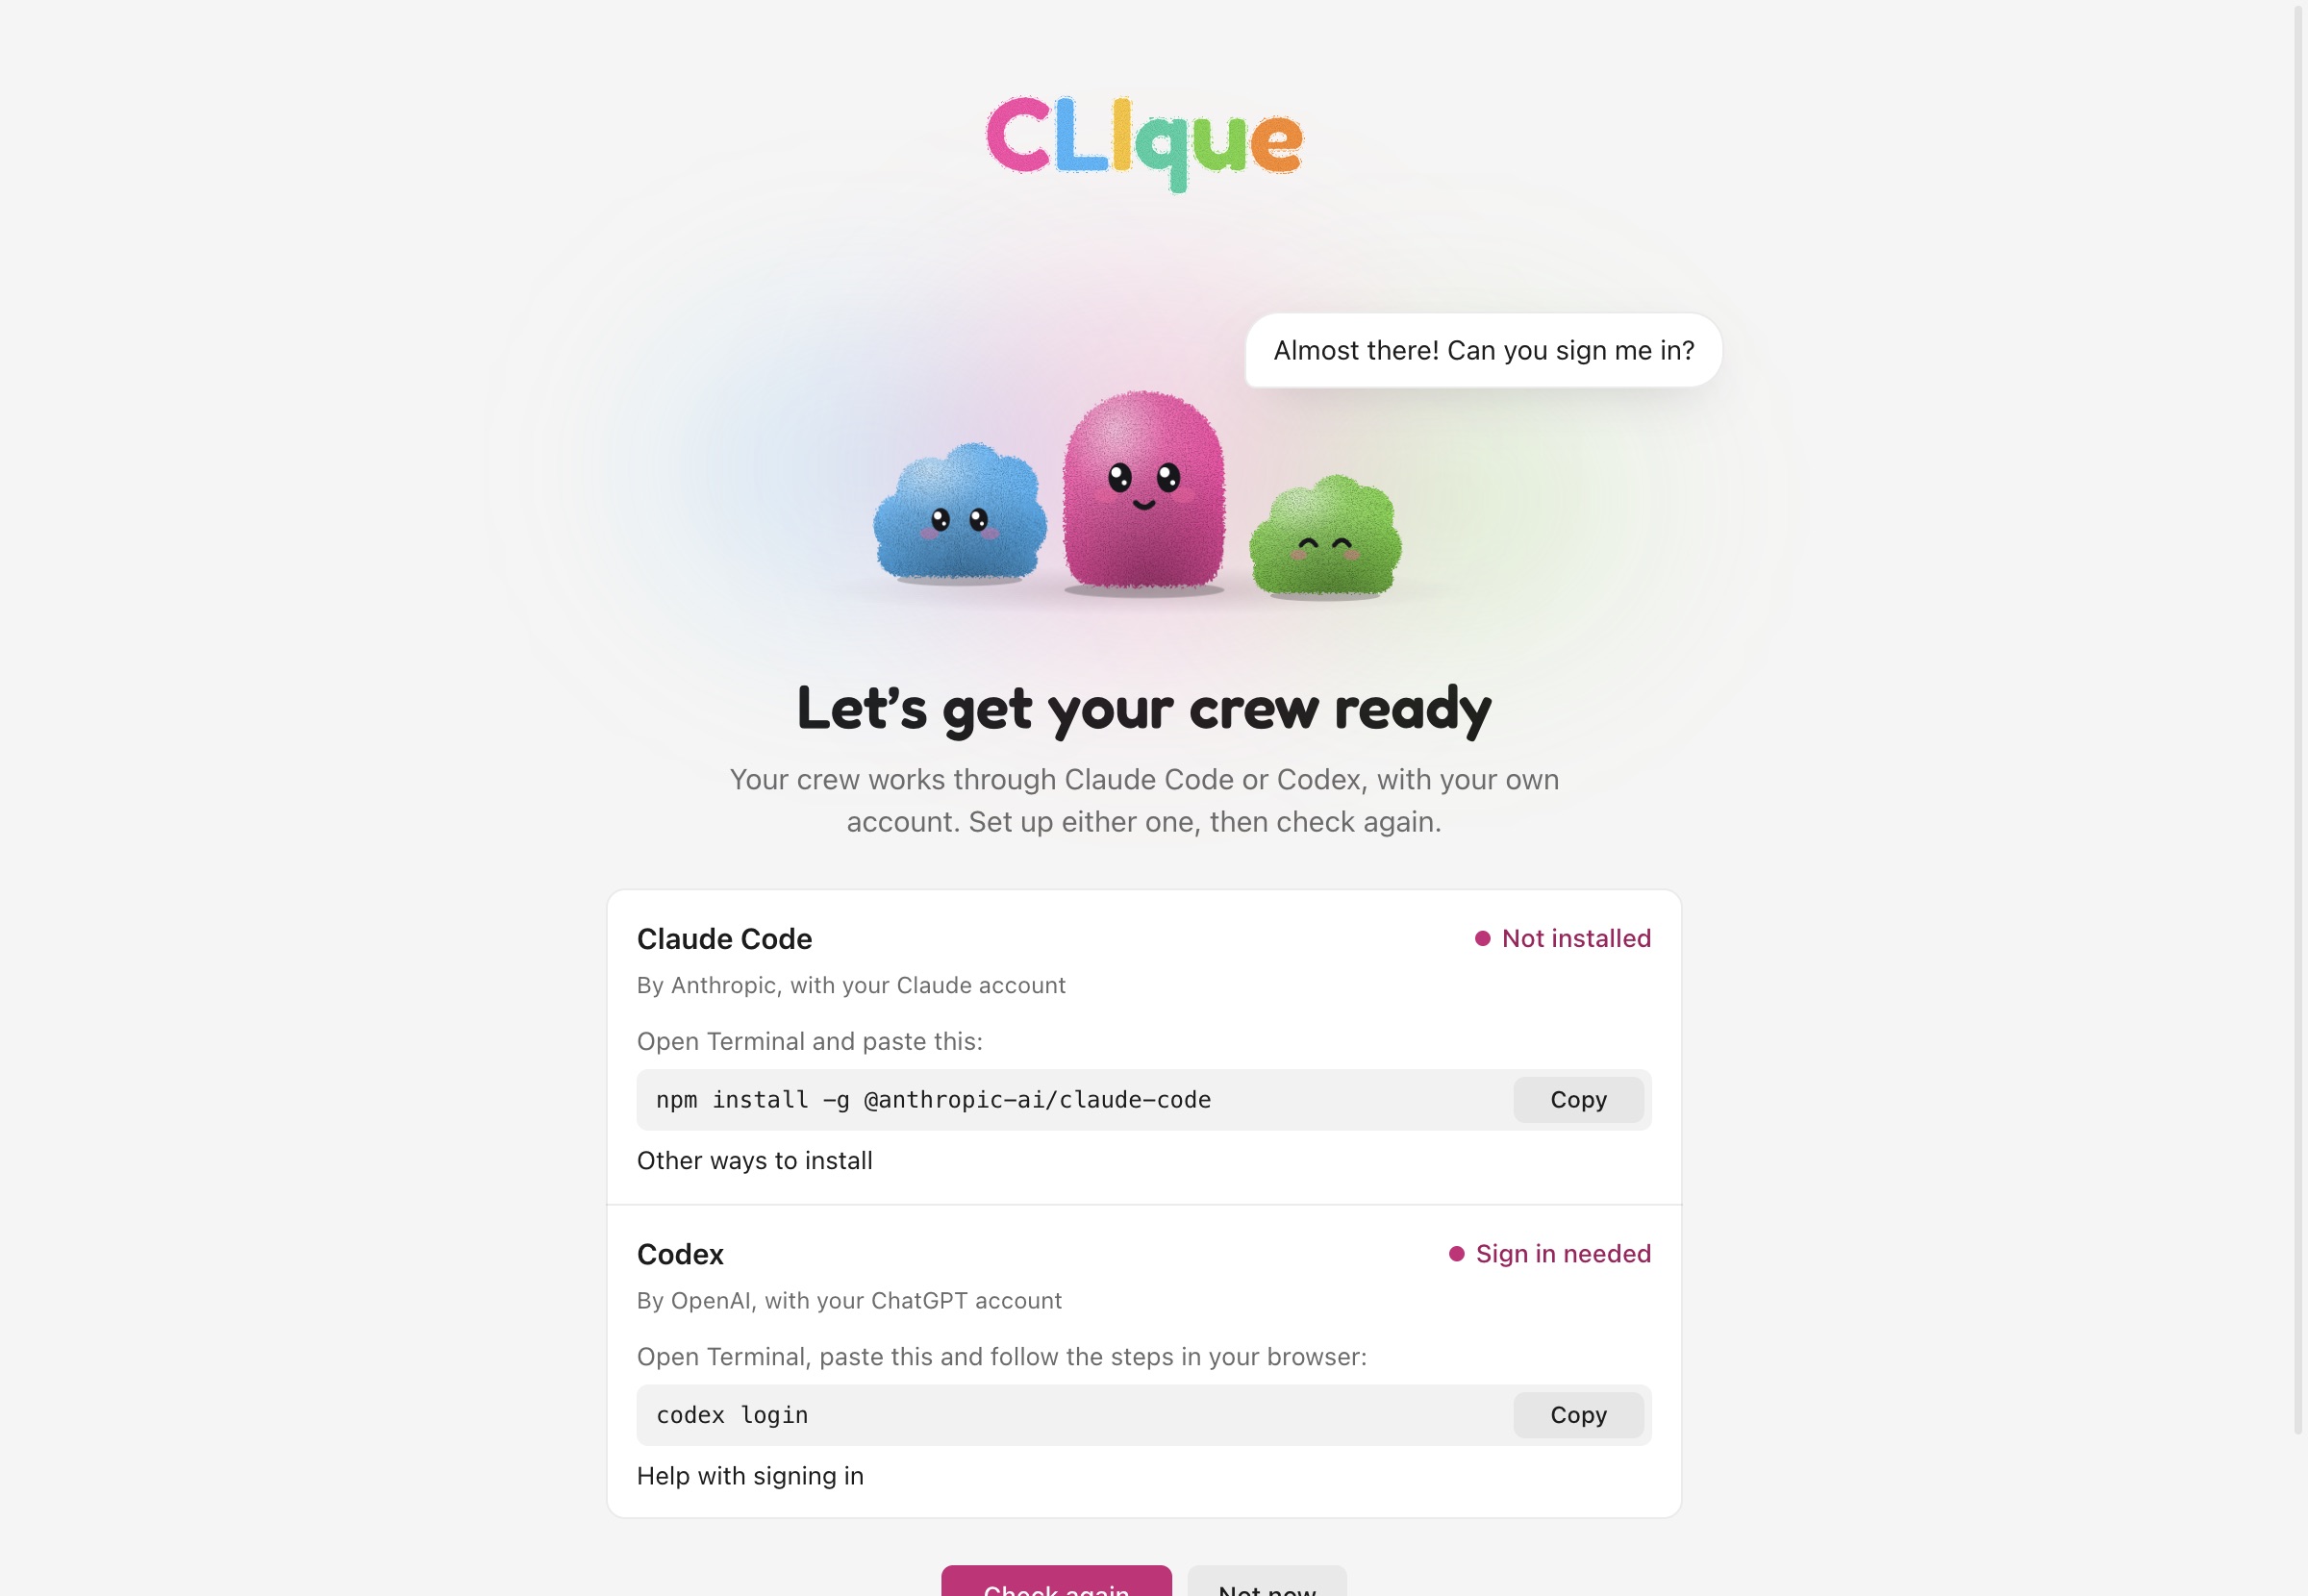 CLIque
Almost there! Can you sign me in?
Let’s get your crew ready
Your crew works through Claude Code or Codex, with your own
account. Set up either one, then check again.
Claude Code
Not installed
By Anthropic, with your Claude account
Open Terminal and paste this:
npm install -g @anthropic-ai/claude-code
Copy
Other ways to install
Codex
Sign in needed
By OpenAI, with your ChatGPT account
Open Terminal, paste this and follow the steps in your browser:
codex login
Copy
Help with signing in
Check again
Not now